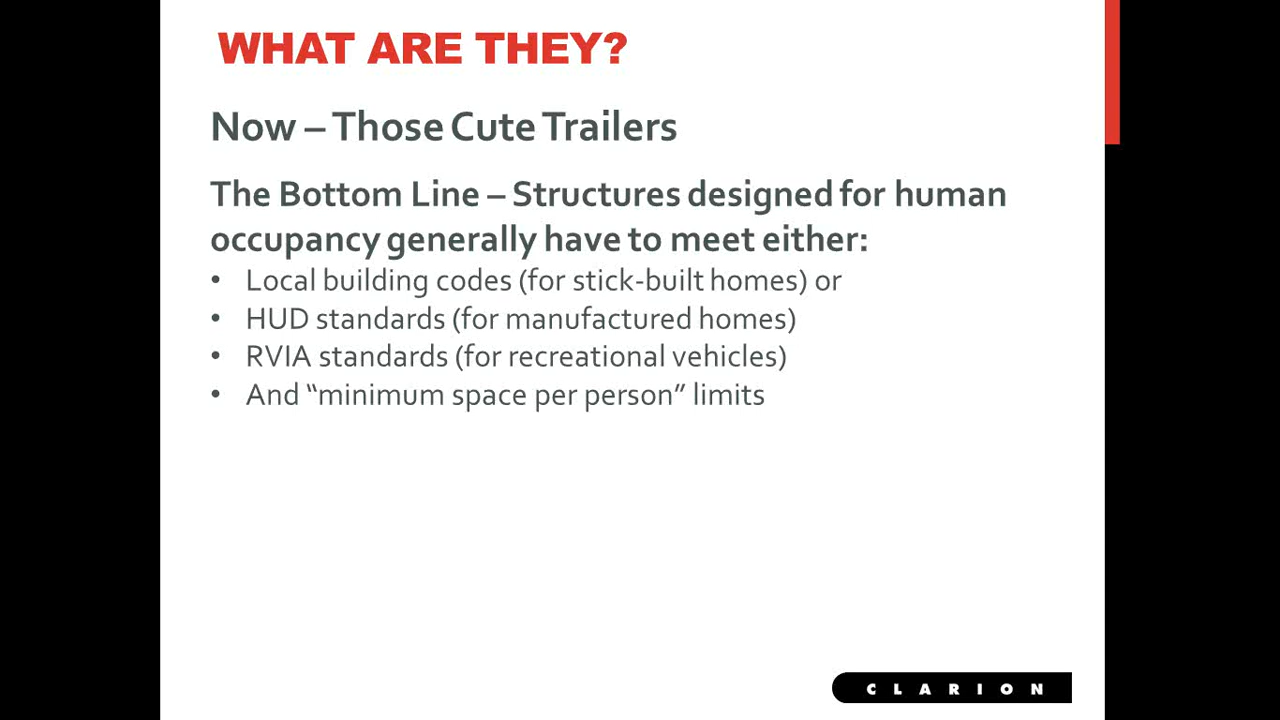 WHAT ARE THEY?
Now – Those Cute Trailers
The Bottom Line – Structures designed for human
occupancy generally have to meet either:
• Local building codes (for stick-built homes) or
• HUD standards (for manufactured homes)
• RVIA standards (for recreational vehicles)
• And “minimum space per person” limits
CLARION